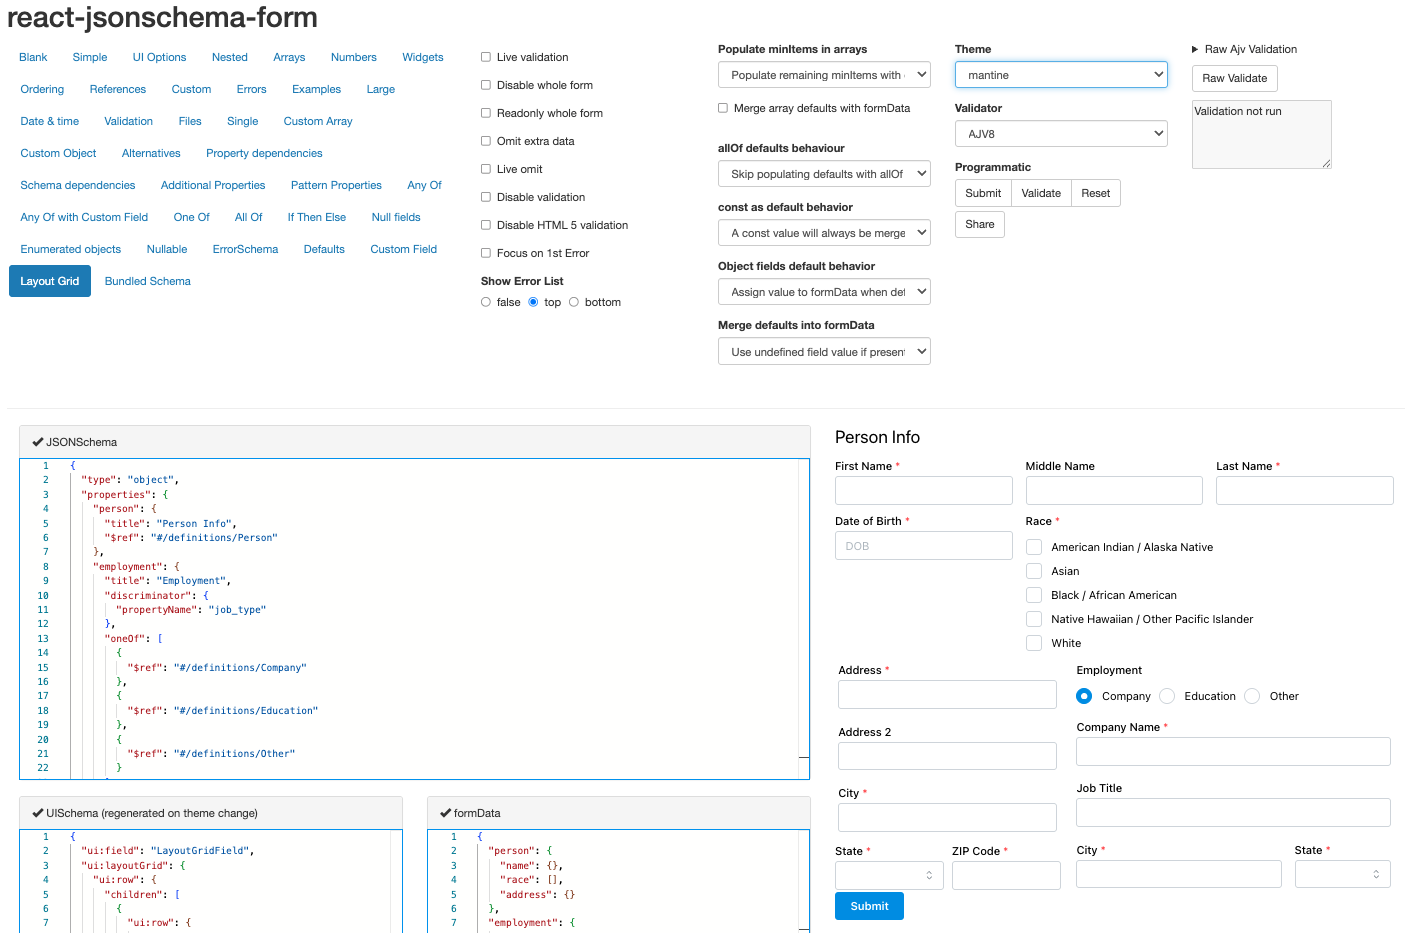 react-jsonschema-form
Blank Simple UI Options Nested Arrays Numbers Widgets
Ordering References Custom Errors Examples Large
Date & time Validation Files Single Custom Array
Custom Object Alternatives Property dependencies
Schema dependencies Additional Properties Pattern Properties Any Of
Any Of with Custom Field One Of All Of If Then Else Null fields
Enumerated objects Nullable ErrorSchema Defaults Custom Field
Layout Grid Bundled Schema
Live validation
Disable whole form
Readonly whole form
Omit extra data
Live omit
Disable validation
Disable HTML 5 validation
Focus on 1st Error
Show Error List
false top bottom
Populate minItems in arrays
Populate remaining minItems with
Merge array defaults with formData
allOf defaults behaviour
Skip populating defaults with allOf
const as default behavior
A const value will always be merge
Object fields default behavior
Assign value to formData when def
Merge defaults into formData
Use undefined field value if present
Theme
mantine
Validator
AJV8
Programmatic
Submit Validate Reset
Share
Raw Ajv Validation
Raw Validate
Validation not run
JSONSchema
1 {
2 "type": "object",
3 "properties": {
4 "person": {
5 "title": "Person Info",
6 "$ref": "#/definitions/Person"
7 },
8 "employment": {
9 "title": "Employment",
10 "discriminator": {
11 "propertyName": "job_type"
12 },
13 "oneOf": [
14 {
15 "$ref": "#/definitions/Company"
16 },
17 {
18 "$ref": "#/definitions/Education"
19 },
20 {
21 "$ref": "#/definitions/Other"
22 }
UISchema (regenerated on theme change)
1 {
2 "ui:field": "LayoutGridField",
3 "ui:layoutGrid": {
4 "ui:row": {
5 "children": [
6 {
7 "ui:row": {
formData
1 {
2 "person": {
3 "name": {},
4 "race": [],
5 "address": {}
6 },
7 "employment": {
Person Info
First Name * Middle Name Last Name *
Date of Birth * Race *
DOB
American Indian / Alaska Native
Asian
Black / African American
Native Hawaiian / Other Pacific Islander
White
Address *
Address 2
City *
State * ZIP Code *
Employment
Company Education Other
Company Name *
Job Title
City * State *
Submit